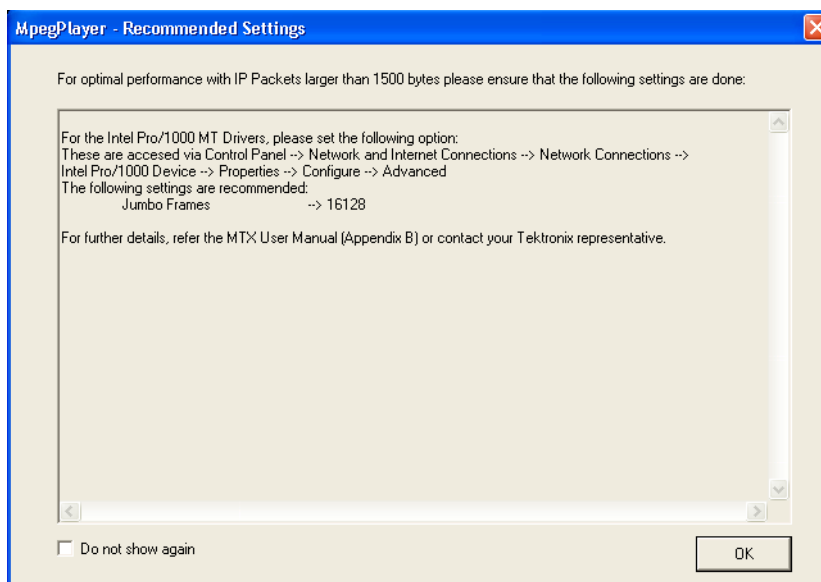 MpegPlayer - Recommended Settings
For optimal performance with IP Packets larger than 1500 bytes please ensure that the following settings are done:
For the Intel Pro/1000 MT Drivers, please set the following option:
These are accesed via Control Panel --> Network and Internet Connections --> Network Connections -->
Intel Pro/1000 Device --> Properties --> Configure --> Advanced
The following settings are recommended:
Jumbo Frames --> 16128
For further details, refer the MTX User Manual (Appendix B) or contact your Tektronix representative.
Do not show again
OK